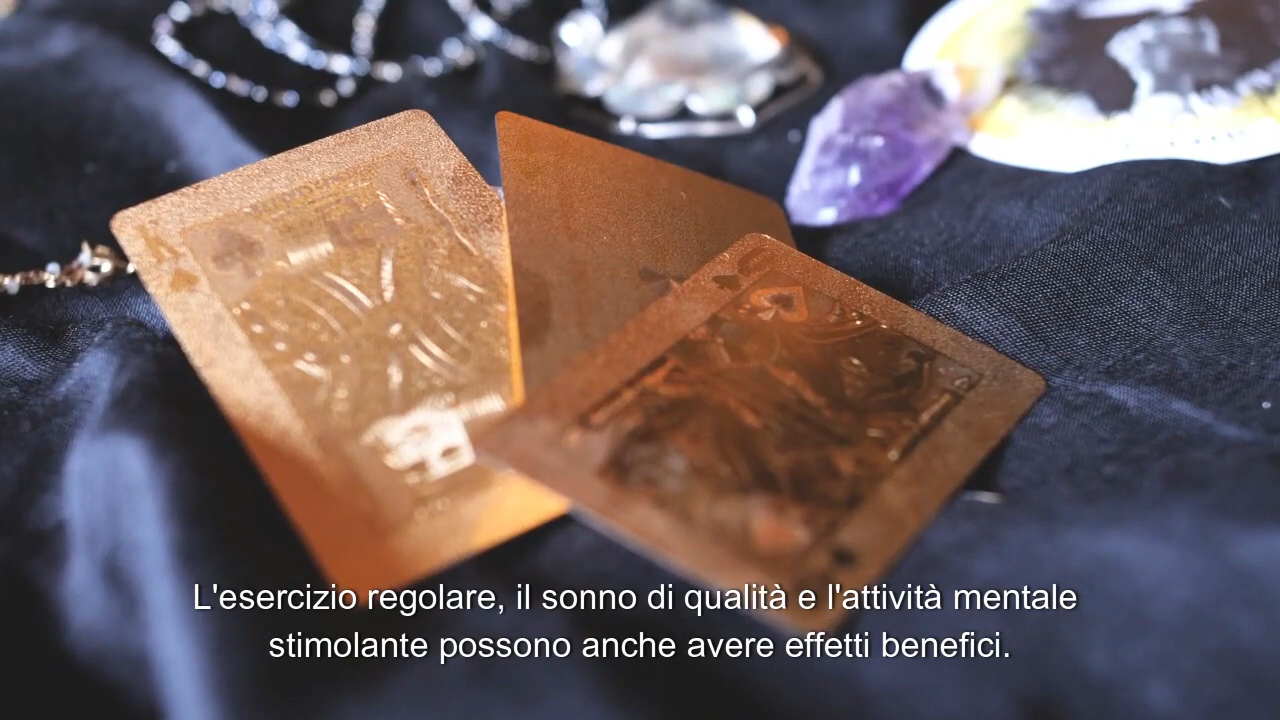 L'esercizio regolare, il sonno di qualità e l'attività mentale
stimolante possono anche avere effetti benefici.